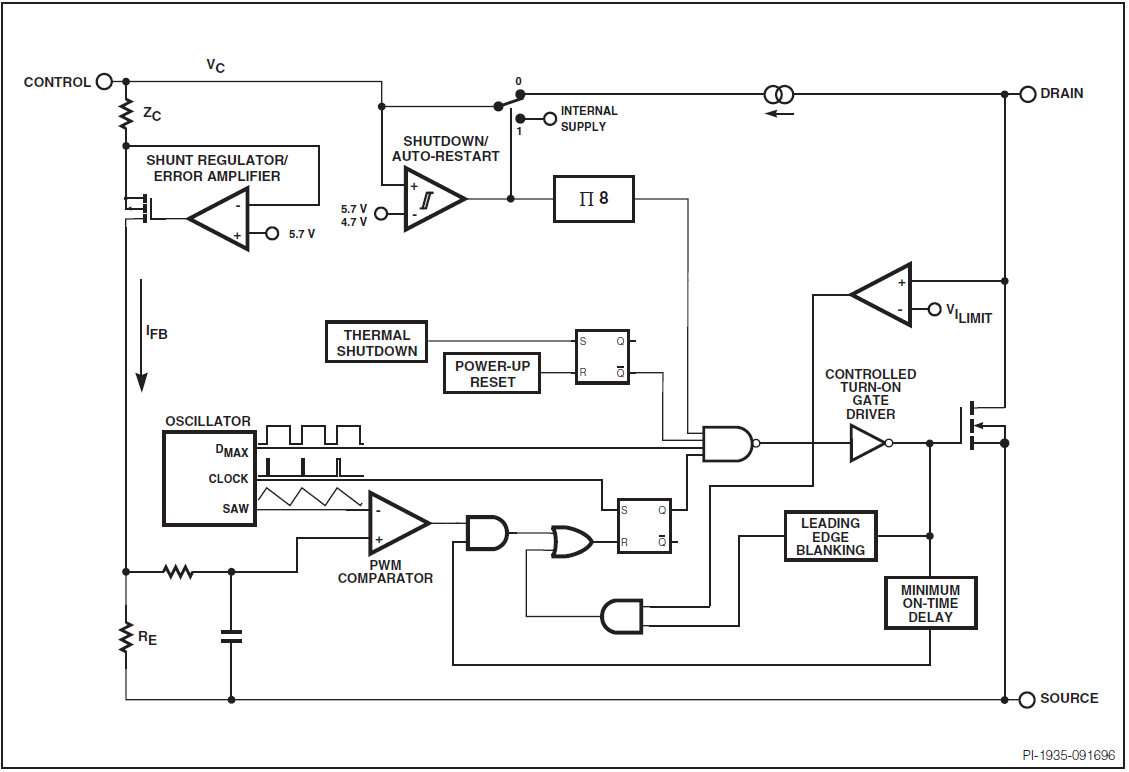 VC
CONTROL
ZC
0
1
INTERNAL
SUPPLY
DRAIN
SHUTDOWN/
AUTO-RESTART
SHUNT REGULATOR/
ERROR AMPLIFIER
-
+
5.7 V
+
-
5.7 V
4.7 V
∏ 8
+
-
VILIMIT
IFB
THERMAL
SHUTDOWN
POWER-UP
RESET
S
Q
R
Q̅
CONTROLLED
TURN-ON
GATE
DRIVER
OSCILLATOR
DMAX
CLOCK
SAW
-
+
PWM
COMPARATOR
S
Q
R
Q̅
LEADING
EDGE
BLANKING
MINIMUM
ON-TIME
DELAY
RE
SOURCE
PI-1935-091696